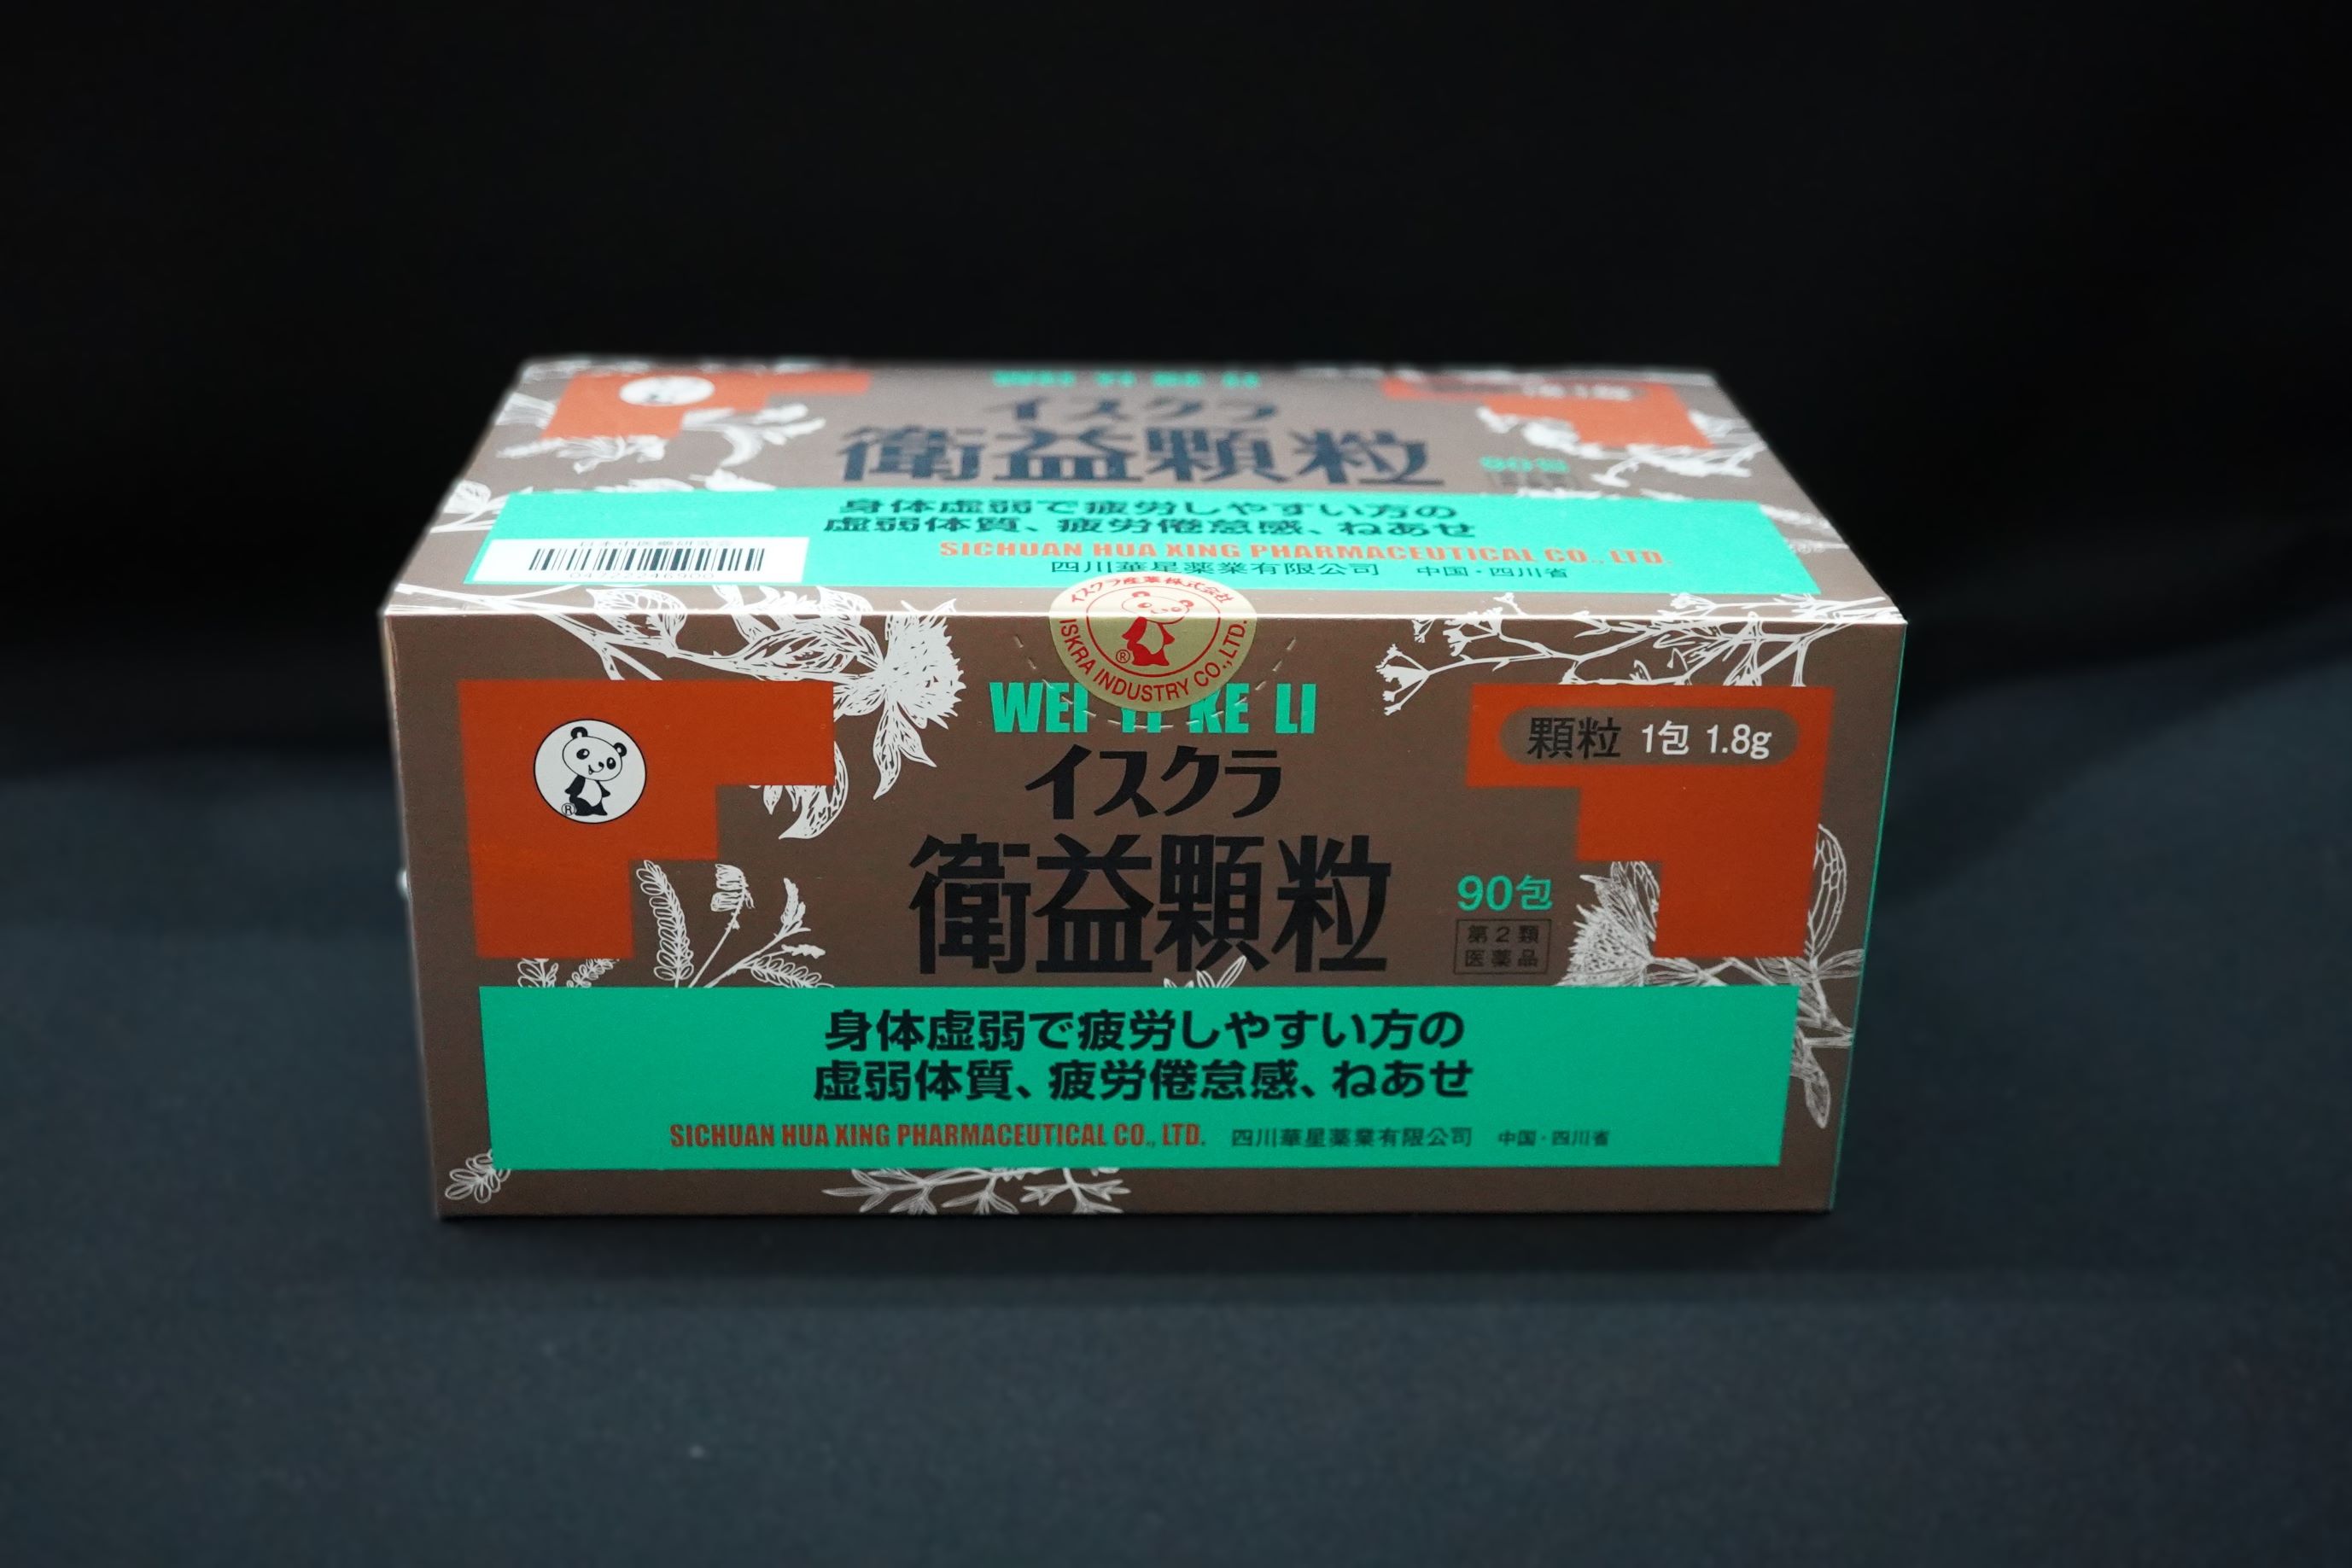 イスクラ
衛益顆粒
90包
身体虚弱で疲労しやすい方の
虚弱体質、疲労倦怠感、ねあせ
SICHUAN HUA XING PHARMACEUTICAL CO., LTD.
四川華星薬業有限公司 中国・四川省
イスクラ産業株式会社
®
ISKRA INDUSTRY CO.,LTD.
WEI YI KE LI
顆粒 1包 1.8g
®
イスクラ
衛益顆粒
90包
第2類
医薬品
身体虚弱で疲労しやすい方の
虚弱体質、疲労倦怠感、ねあせ
SICHUAN HUA XING PHARMACEUTICAL CO., LTD. 四川華星薬業有限公司 中国・四川省